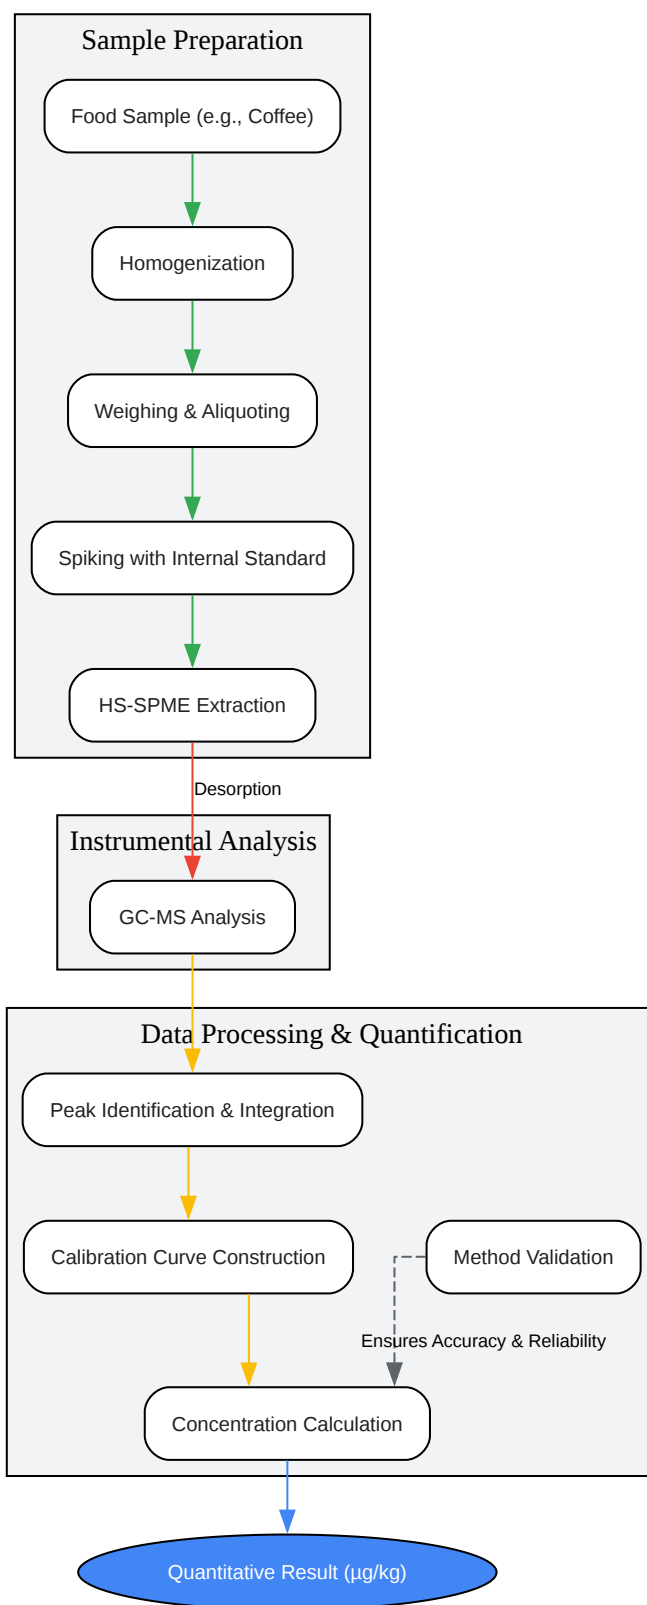 Sample Preparation
Food Sample (e.g., Coffee)
Homogenization
Weighing & Aliquoting
Spiking with Internal Standard
HS-SPME Extraction
Desorption
Instrumental Analysis
GC-MS Analysis
Data Processing & Quantification
Peak Identification & Integration
Calibration Curve Construction
Method Validation
Ensures Accuracy & Reliability
Concentration Calculation
Quantitative Result (µg/kg)